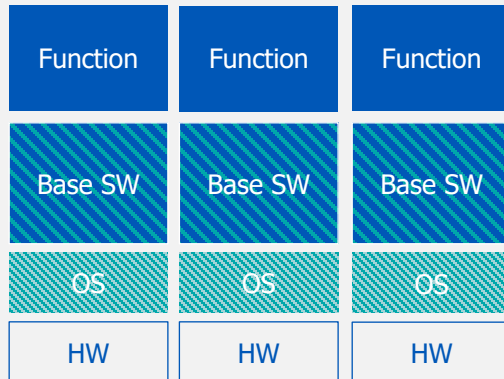 Function Function Function
Base SW Base SW Base SW
OS OS OS
HW HW HW